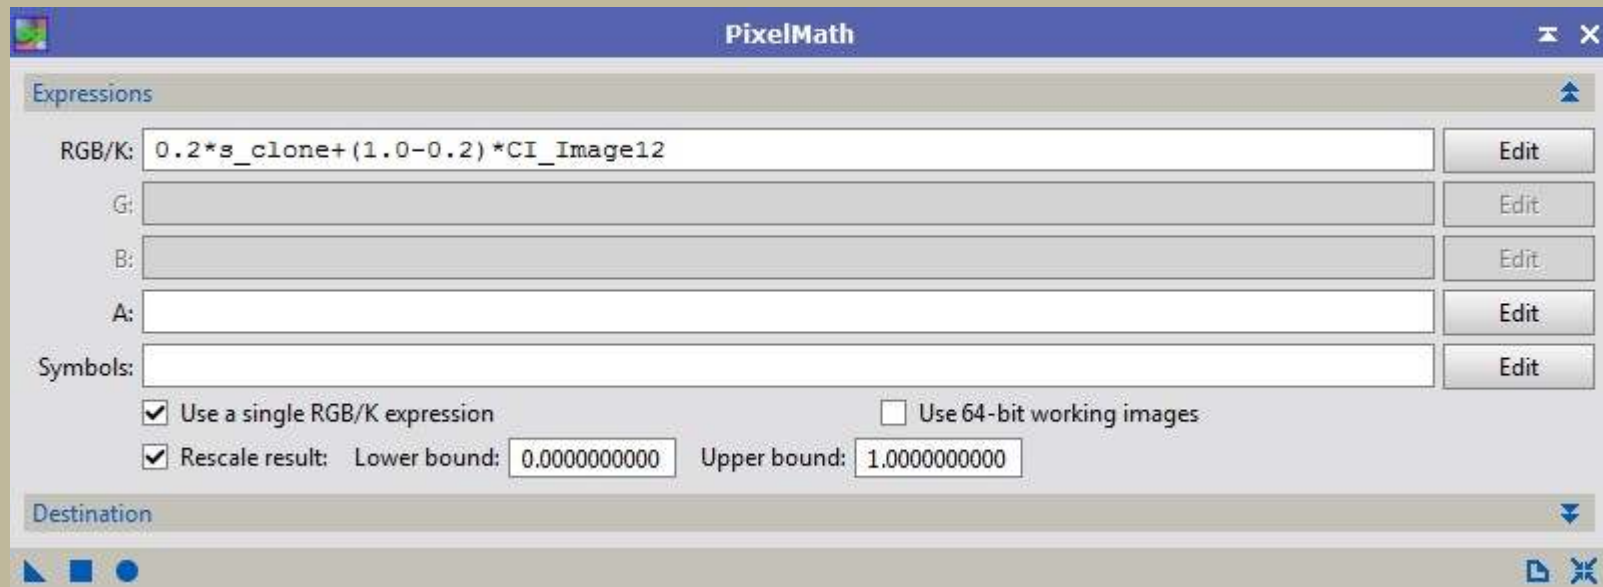 PixelMath
Expressions
RGB/K: 0.2*s_clone+(1.0-0.2)*CI_Image12 Edit
G: Edit
B: Edit
A: Edit
Symbols: Edit
Use a single RGB/K expression Use 64-bit working images
Rescale result: Lower bound: 0.0000000000 Upper bound: 1.0000000000
Destination